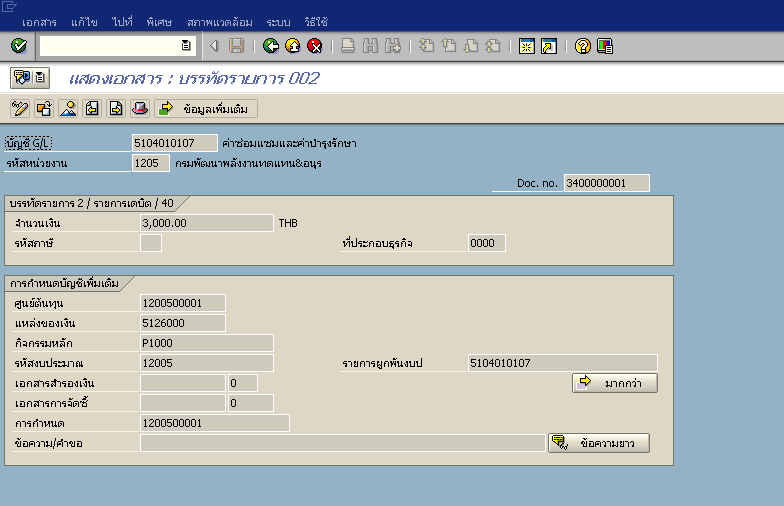 เอกสาร แก้ไข ไปที่ พิเศษ สภาพแวดล้อม ระบบ วิธีใช้
แสดงเอกสาร : บรรทัดรายการ 002
ข้อมูลเพิ่มเติม
บัญชี G/L 5104010107 ค่าซ่อมแซมและค่าบำรุงรักษา
รหัสหน่วยงาน 1205 กรมพัฒนาพลังงานทดแทน&อนุร
Doc. no. 3400000001
บรรทัดรายการ 2 / รายการเดบิต / 40
จำนวนเงิน 3,000.00 THB
รหัสภาษี ที่ประกอบธุรกิจ 0000
การกำหนดบัญชีเพิ่มเติม
ศูนย์ต้นทุน 1200500001
แหล่งของเงิน 5126000
กิจกรรมหลัก P1000
รหัสงบประมาณ 12005 รายการผูกพันงบป 5104010107
เอกสารสำรองเงิน 0 มากกว่า
เอกสารการจัดซื้ 0
การกำหนด 1200500001
ข้อความ/คำขอ ข้อความยาว